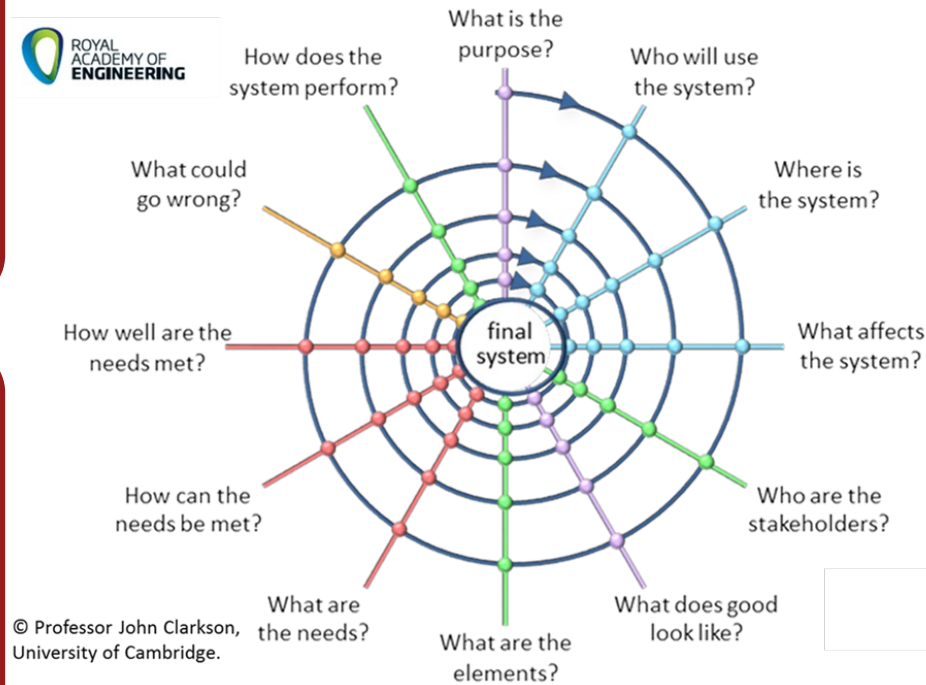 ROYAL
ACADEMY OF
ENGINEERING
What is the
purpose?
Who will use
the system?
Where is
the system?
What affects
the system?
Who are the
stakeholders?
What does good
look like?
What are the
elements?
What are
the needs?
How can the
needs be met?
How well are the
needs met?
What could
go wrong?
How does the
system perform?
final
system
© Professor John Clarkson,
University of Cambridge.